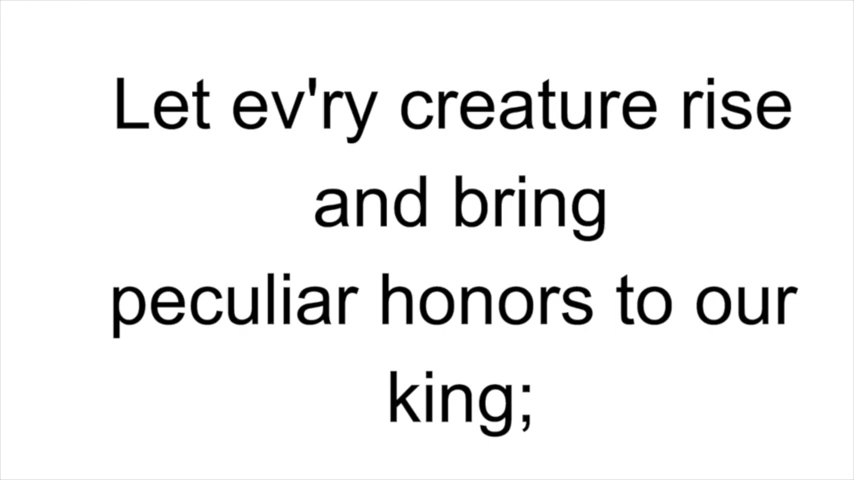 Let ev'ry creature rise
and bring
peculiar honors to our
king;